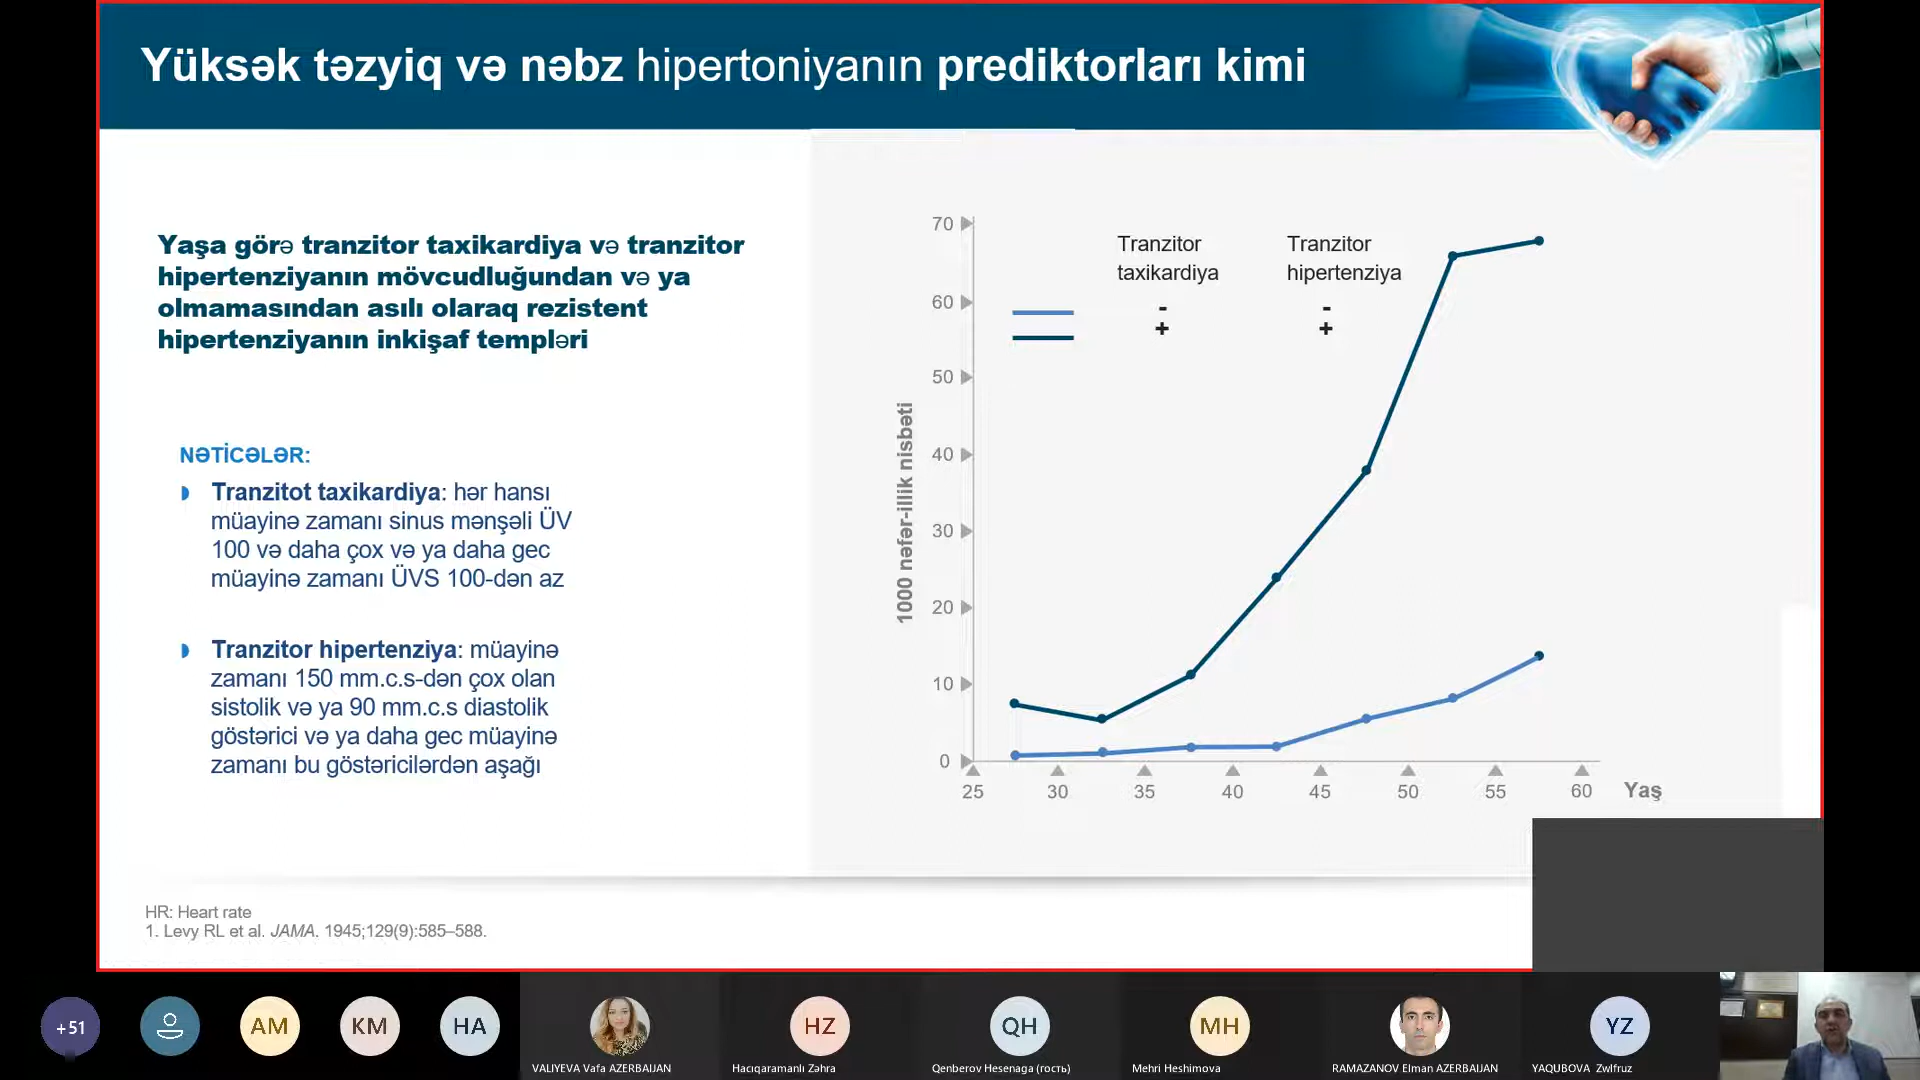 Yüksək təzyiq və nəbz hipertoniyanın prediktorları kimi
Yaşa görə tranzitor taxikardiya və tranzitor
hipertenziyanın mövcudluğundan və ya
olmamasından asılı olaraq rezistent
hipertenziyanın inkişaf templəri
NƏTİCƏLƏR:
Tranzitot taxikardiya: hər hansı
müayinə zamanı sinus mənşəli ÜV
100 və daha çox və ya daha gec
müayinə zamanı ÜVS 100-dən az
Tranzitor hipertenziya: müayinə
zamanı 150 mm.c.s-dən çox olan
sistolik və ya 90 mm.c.s diastolik
göstərici və ya daha gec müayinə
zamanı bu göstəricilərdən aşağı
1000 nəfər-illik nisbəti
70
60
50
40
30
20
10
0
Tranzitor
taxikardiya
Tranzitor
hipertenziya
- -
+ +
25 30 35 40 45 50 55 60 Yaş
HR: Heart rate
1. Levy RL et al. JAMA. 1945;129(9):585–588.
+51 AM KM HA HZ QH MH YZ
VALIYEVA Vafa AZERBAIJAN
Hacıqaramanlı Zəhra
Qenberov Hesenaga (гость)
Mehri Heshimova
RAMAZANOV Elman AZERBAIJAN
YAQUBOVA Zwlfruz